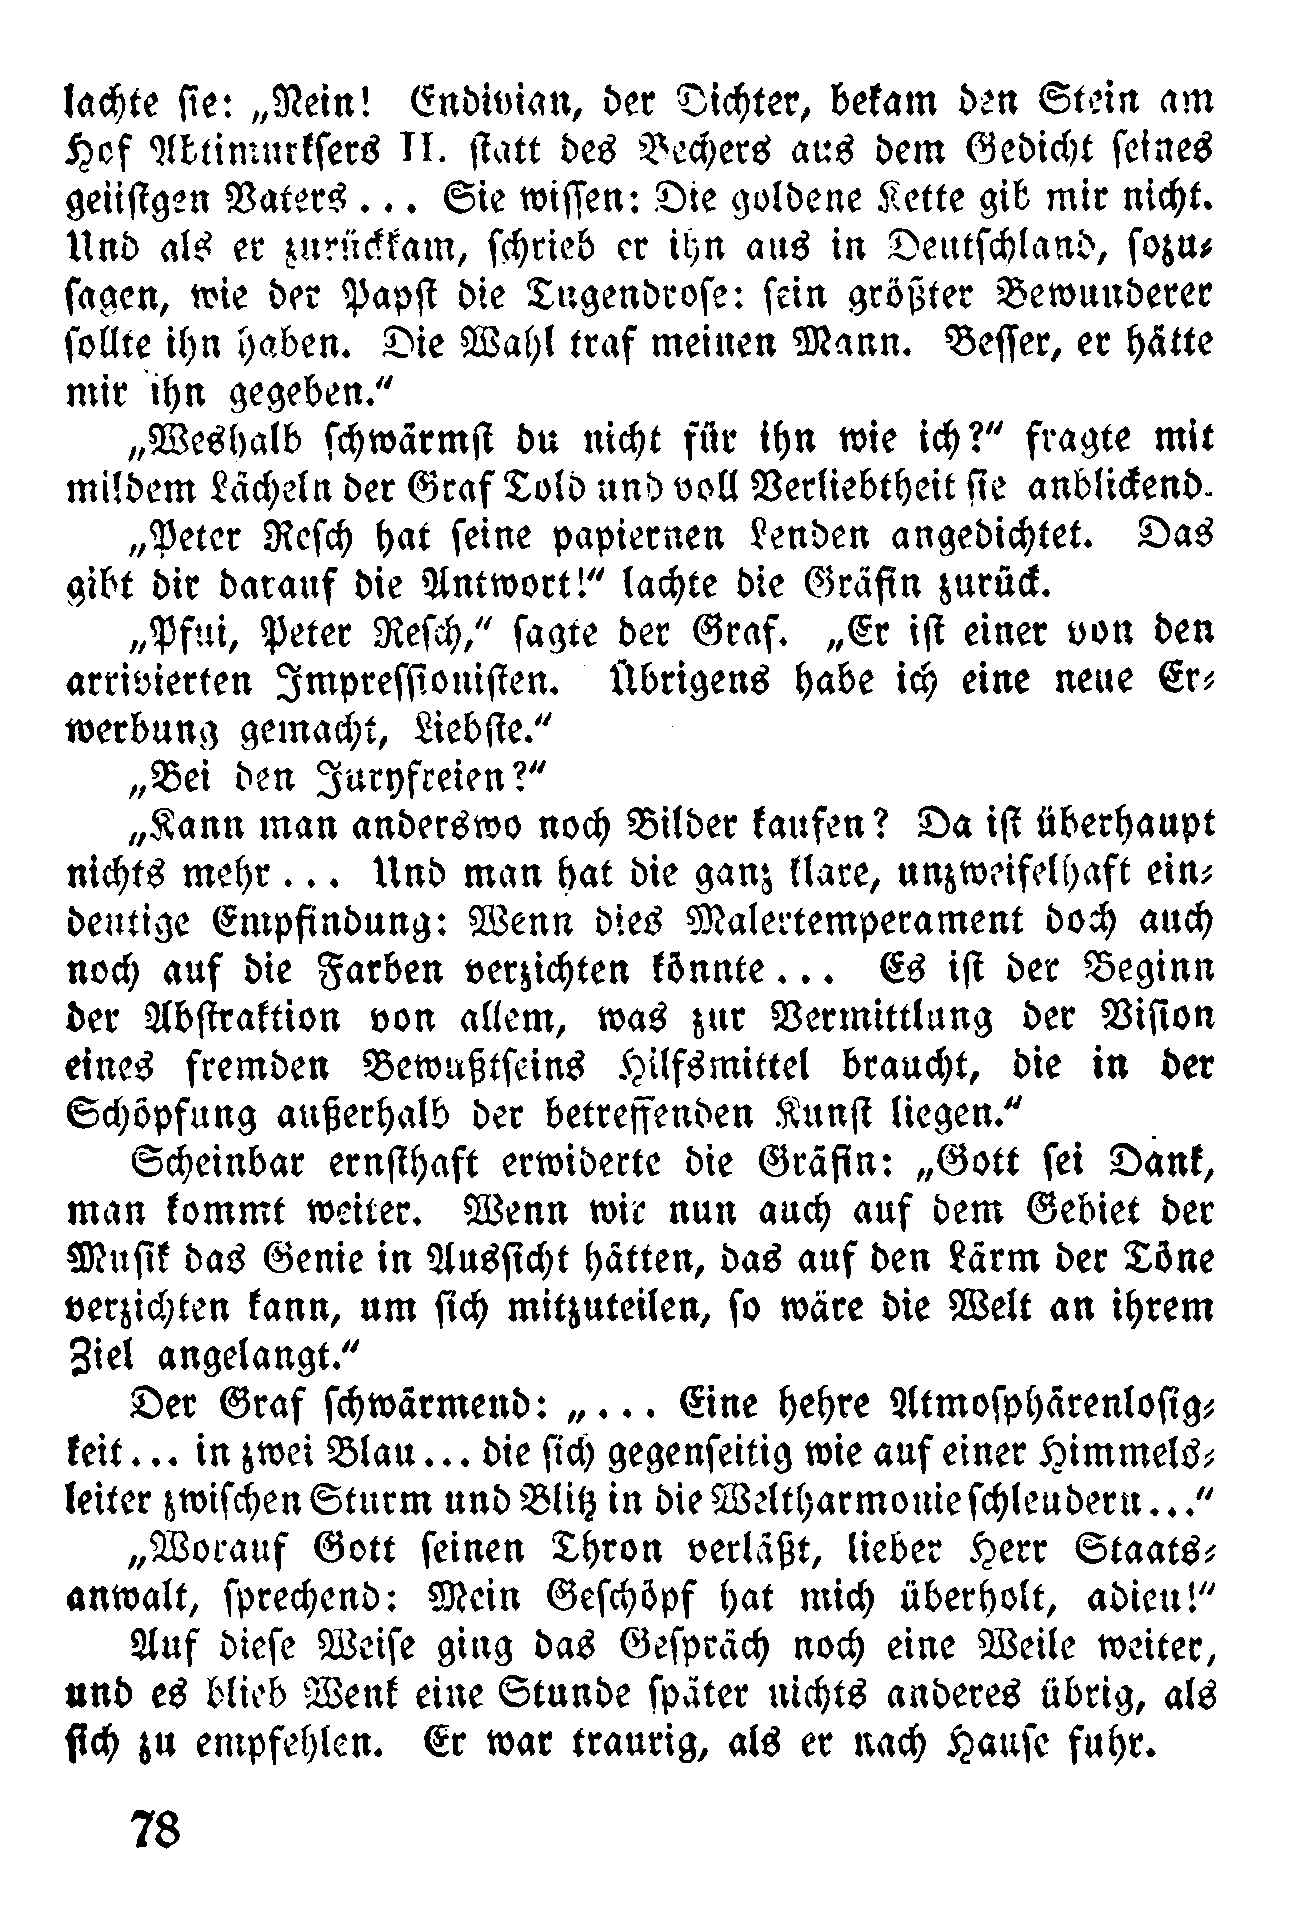 lachte sie: „Nein! Endivian, der Dichter, bekam den Stein am
Hof Aktimurksers II. statt des Bechers aus dem Gedicht seines
geiistgen Vaters... Sie wissen: Die goldene Kette gib mir nicht.
Und als er zurückkam, schrieb er ihn aus in Deutschland, sozu-
sagen, wie der Papst die Tugendrose: sein größter Bewunderer
sollte ihn haben. Die Wahl traf meinen Mann. Besser, er hätte
mir ihn gegeben.“
„Weshalb schwärmst du nicht für ihn wie ich?“ fragte mit
mildem Lächeln der Graf Told und voll Verliebtheit sie anblickend.
„Peter Resch hat seine papiernen Lenden angedichtet. Das
gibt dir darauf die Antwort!“ lachte die Gräfin zurück.
„Pfui, Peter Resch,“ sagte der Graf. „Er ist einer von den
arrivierten Impressionisten. Übrigens habe ich eine neue Er-
werbung gemacht, Liebste.“
„Bei den Juryfreien?“
„Kann man anderswo noch Bilder kaufen? Da ist überhaupt
nichts mehr... Und man hat die ganz klare, unzweifelhaft ein-
deutige Empfindung: Wenn dies Malertemperament doch auch
noch auf die Farben verzichten könnte... Es ist der Beginn
der Abstraktion von allem, was zur Vermittlung der Vision
eines fremden Bewußtseins Hilfsmittel braucht, die in der
Schöpfung außerhalb der betreffenden Kunst liegen.“
Scheinbar ernsthaft erwiderte die Gräfin: „Gott sei Dank,
man kommt weiter. Wenn wir nun auch auf dem Gebiet der
Musik das Genie in Aussicht hätten, das auf den Lärm der Töne
verzichten kann, um sich mitzuteilen, so wäre die Welt an ihrem
Ziel angelangt.“
Der Graf schwärmend: „... Eine hehre Atmosphärenlosig-
keit... in zwei Blau... die sich gegenseitig wie auf einer Himmels-
leiter zwischen Sturm und Blitz in die Weltharmonie schleudern...“
„Worauf Gott seinen Thron verläßt, lieber Herr Staats-
anwalt, sprechend: Mein Geschöpf hat mich überholt, adieu!“
Auf diese Weise ging das Gespräch noch eine Weile weiter,
und es blieb Wenk eine Stunde später nichts anderes übrig, als
sich zu empfehlen. Er war traurig, als er nach Hause fuhr.
78